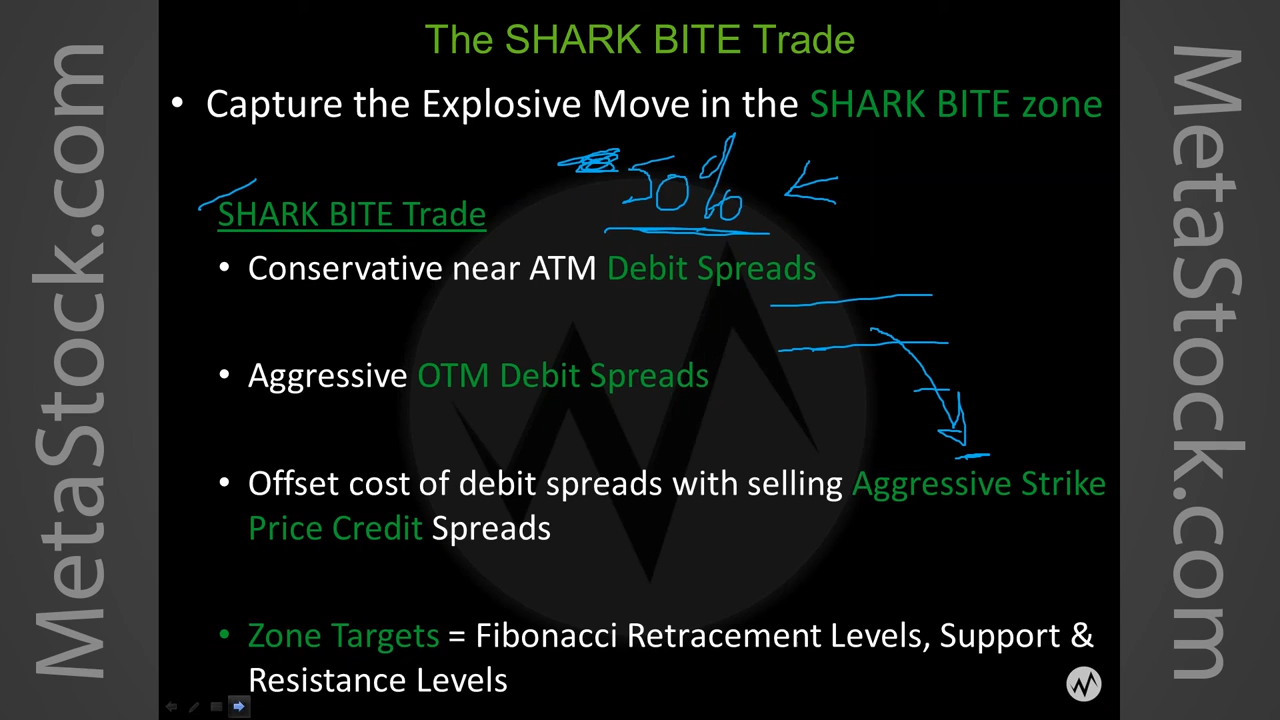 The SHARK BITE Trade
• Capture the Explosive Move in the SHARK BITE zone
50%
SHARK BITE Trade
• Conservative near ATM Debit Spreads
• Aggressive OTM Debit Spreads
• Offset cost of debit spreads with selling Aggressive Strike
Price Credit Spreads
• Zone Targets = Fibonacci Retracement Levels, Support &
Resistance Levels
MetaStock.com
MetaStock.com